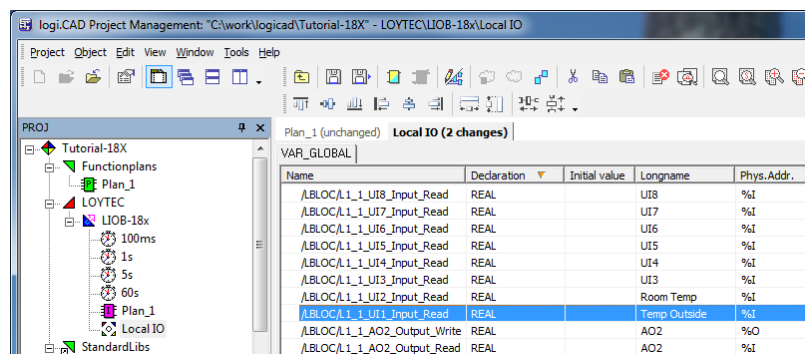 logi.CAD Project Management: "C:\work\logicad\Tutorial-18X" - LOYTEC\LIOB-18x\Local IO
Project Object Edit View Window Tools Help
PROJ
Tutorial-18X
Functionplans
Plan_1
LOYTEC
LIOB-18x
100ms
1s
5s
60s
Plan_1
Local IO
StandardLibs
Plan_1 (unchanged) Local IO (2 changes)
VAR_GLOBAL
Name Declaration Initial value Longname Phys.Addr.
/LBLOC/L1_1_UI8_Input_Read REAL UI8 %I
/LBLOC/L1_1_UI7_Input_Read REAL UI7 %I
/LBLOC/L1_1_UI6_Input_Read REAL UI6 %I
/LBLOC/L1_1_UI5_Input_Read REAL UI5 %I
/LBLOC/L1_1_UI4_Input_Read REAL UI4 %I
/LBLOC/L1_1_UI3_Input_Read REAL UI3 %I
/LBLOC/L1_1_UI2_Input_Read REAL Room Temp %I
/LBLOC/L1_1_UI1_Input_Read REAL Temp Outside %I
/LBLOC/L1_1_AO2_Output_Write REAL AO2 %O
/LBLOC/L1_1_AO2_Output_Read REAL AO2 %I